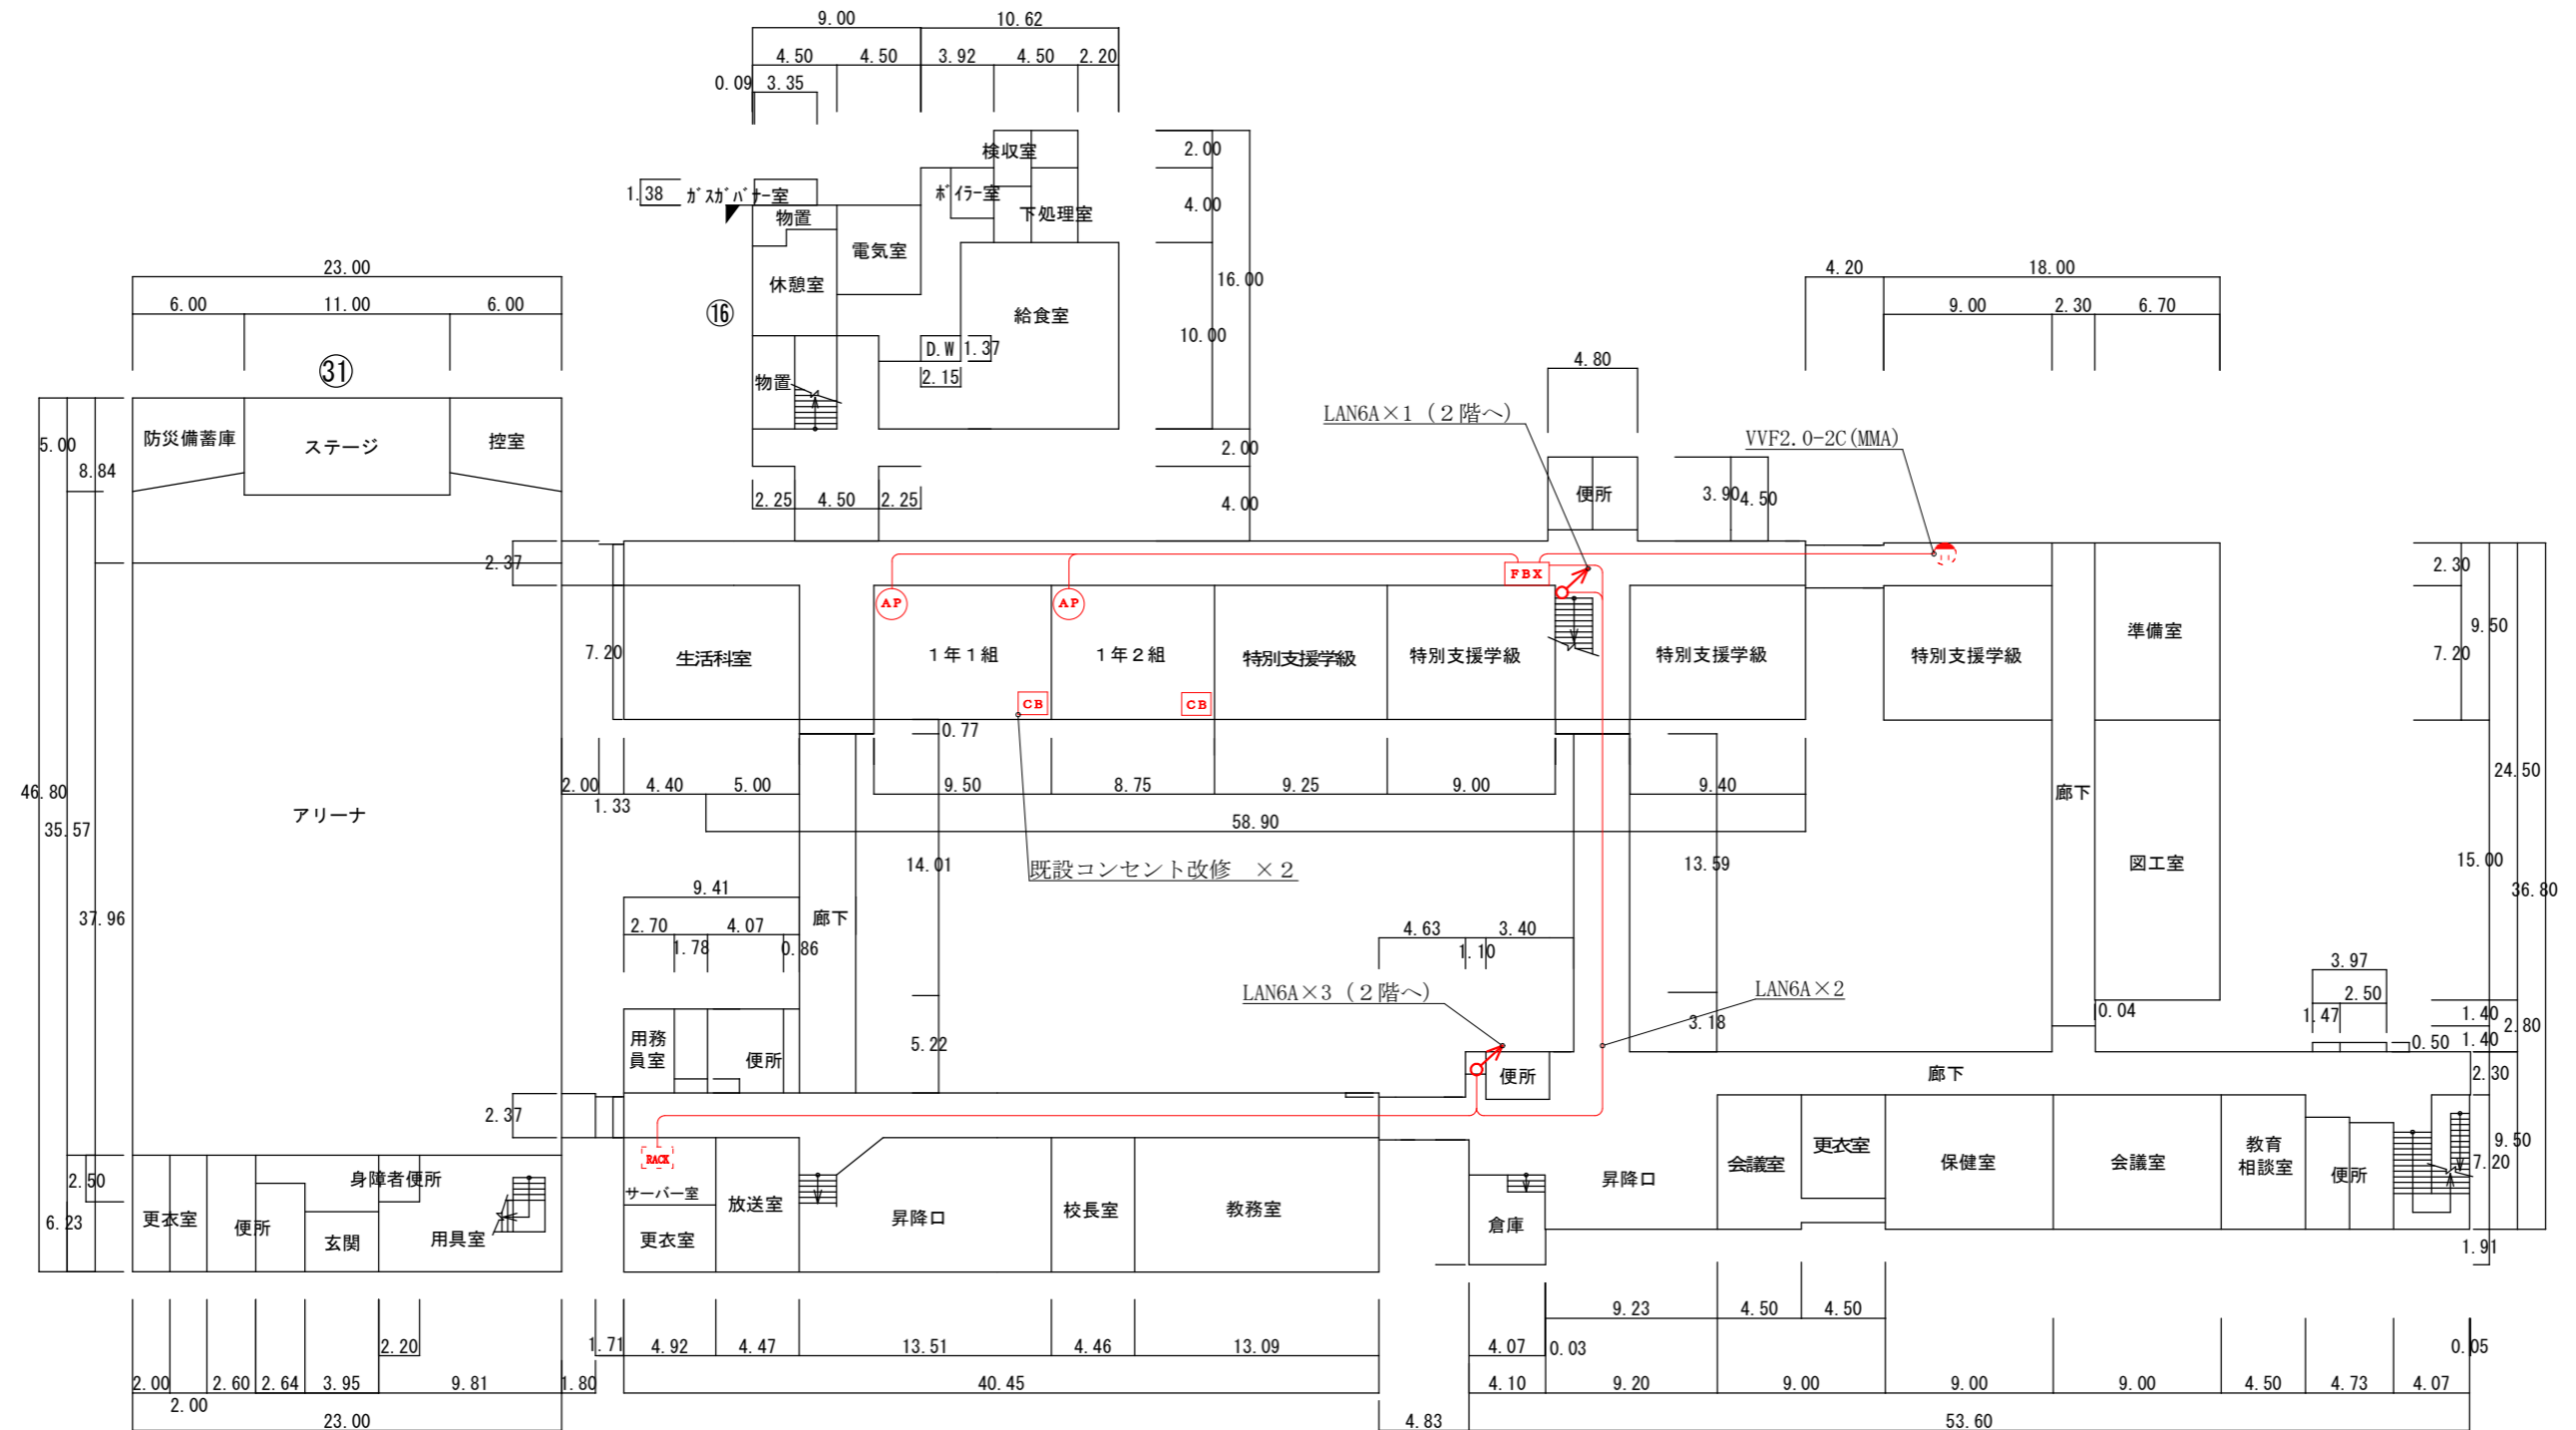 9.00
10.62
4.50
4.50
3.92
4.50
2.20
0.09
3.35
検収室
2.00
1.38
ガスガバナー室
ボイラー室
物置
下処理室
4.00
電気室
休憩室
16.00
⑯
給食室
10.00
D.W
1.37
2.15
物置
2.00
2.25
4.50
2.25
4.00
23.00
6.00
11.00
6.00
㉛
防災備蓄庫
ステージ
控室
5.00
8.84
4.20
18.00
9.00
2.30
6.70
4.80
LAN6A×1（2階へ）
VVF2.0-2C(MMA)
便所
3.90
4.50
2.37
FBX
2.30
AP
AP
7.20
生活科室
1年1組
1年2組
特別支援学級
特別支援学級
特別支援学級
特別支援学級
準備室
9.50
7.20
CB
CB
0.77
2.00
4.40
5.00
9.50
8.75
9.25
9.00
9.40
1.33
58.90
24.50
廊下
46.80
35.57
アリーナ
14.01
既設コンセント改修　×2
13.59
図工室
15.00
36.80
37.96
9.41
2.70
4.07
1.78
0.86
廊下
4.63
3.40
1.10
3.97
2.50
1.47
LAN6A×3（2階へ）
LAN6A×2
0.04
1.40
2.80
0.50
1.40
3.18
5.22
用務
員室
便所
便所
廊下
2.30
2.37
RACK
サーバー室
放送室
昇降口
校長室
教務室
倉庫
昇降口
会議室
更衣室
保健室
会議室
教育
相談室
便所
9.50
7.20
2.50
6.23
身障者便所
更衣室
便所
玄関
用具室
更衣室
1.91
9.23
4.50
4.50
2.20
1.71
4.92
4.47
13.51
4.46
13.09
4.07
0.03
0.05
2.00
2.60
2.64
3.95
9.81
1.80
40.45
4.10
9.20
9.00
9.00
9.00
4.50
4.73
4.07
2.00
23.00
4.83
53.60